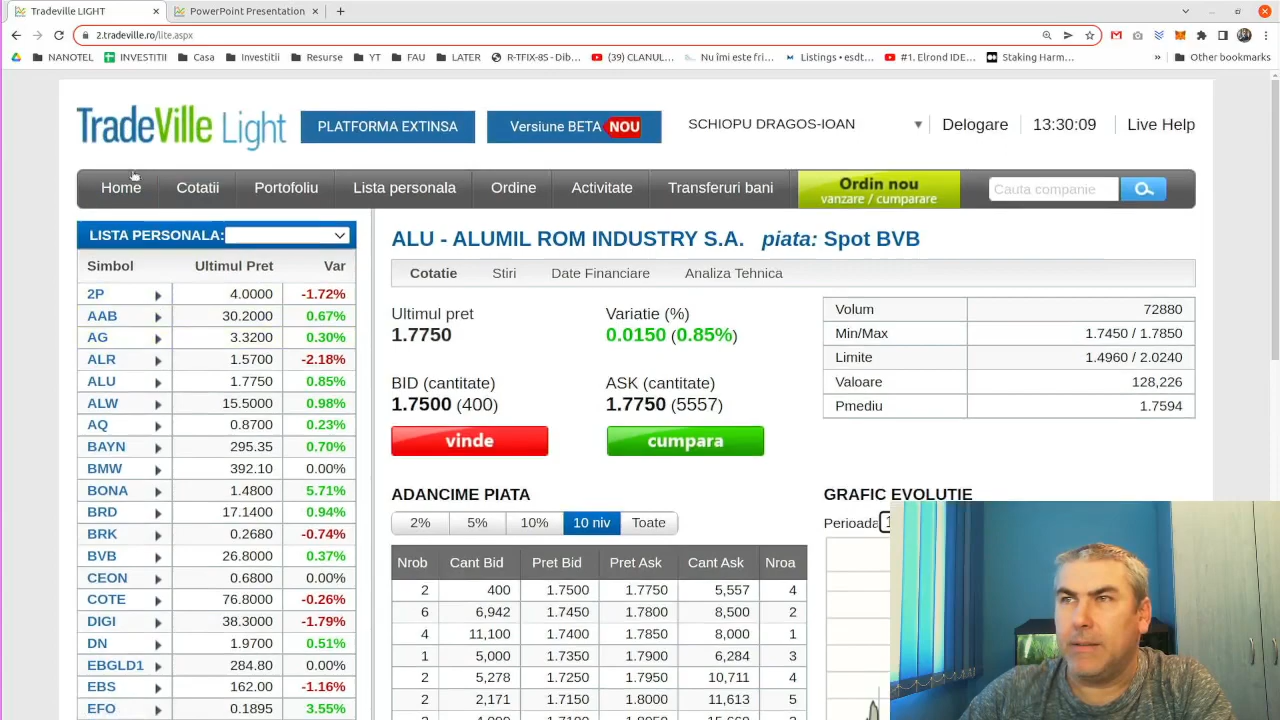 Tradeville LIGHT
PowerPoint Presentation
2.tradeville.ro/lite.aspx
NANOTEL INVESTITII Casa Investitii Resurse YT FAU LATER R-TFIX-8S - Dib... (39) CLANUL... Nu îmi este fri... Listings • esdt... #1. Elrond IDE... Staking Harm... » Other bookmarks
TradeVille Light
PLATFORMA EXTINSA
Versiune BETA NOU
SCHIOPU DRAGOS-IOAN
Delogare
13:30:09
Live Help
Home Cotatii Portofoliu Lista personala Ordine Activitate Transferuri bani
Ordin nou
vanzare / cumparare
Cauta companie
LISTA PERSONALA:
Simbol Ultimul Pret Var
2P 4.0000 -1.72%
AAB 30.2000 0.67%
AG 3.3200 0.30%
ALR 1.5700 -2.18%
ALU 1.7750 0.85%
ALW 15.5000 0.98%
AQ 0.8700 0.23%
BAYN 295.35 0.70%
BMW 392.10 0.00%
BONA 1.4800 5.71%
BRD 17.1400 0.94%
BRK 0.2680 -0.74%
BVB 26.8000 0.37%
CEON 0.6800 0.00%
COTE 76.8000 -0.26%
DIGI 38.3000 -1.79%
DN 1.9700 0.51%
EBGLD1 284.80 0.00%
EBS 162.00 -1.16%
EFO 0.1895 3.55%
ALU - ALUMIL ROM INDUSTRY S.A. piata: Spot BVB
Cotatie Stiri Date Financiare Analiza Tehnica
Ultimul pret
1.7750
Variatie (%)
0.0150 (0.85%)
BID (cantitate)
1.7500 (400)
ASK (cantitate)
1.7750 (5557)
vinde
cumpara
Volum 72880
Min/Max 1.7450 / 1.7850
Limite 1.4960 / 2.0240
Valoare 128,226
Pmediu 1.7594
ADANCIME PIATA
2% 5% 10% 10 niv Toate
Nrob Cant Bid Pret Bid Pret Ask Cant Ask Nroa
2 400 1.7500 1.7750 5,557 4
6 6,942 1.7450 1.7800 8,500 2
4 11,100 1.7400 1.7850 8,000 1
1 5,000 1.7350 1.7900 6,284 3
2 5,278 1.7250 1.7950 10,711 4
2 2,171 1.7150 1.8000 11,613 5
GRAFIC EVOLUTIE
Perioada